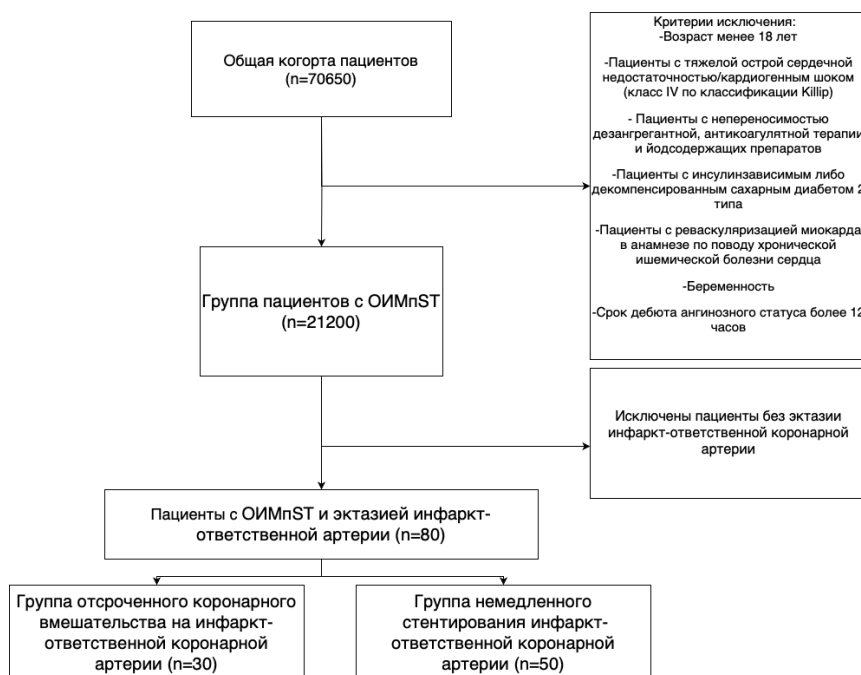 Общая когорта пациентов
(n=70650)
Критерии исключения:
-Возраст менее 18 лет
-Пациенты с тяжелой острой сердечной
недостаточностью/кардиогенным шоком
(класс IV по классификации Killip)
- Пациенты с непереносимостью
дезангрегантной, антикоагулятной терапии
и йодсодержащих препаратов
-Пациенты с инсулинзависимым либо
декомпенсированным сахарным диабетом 2
типа
-Пациенты с реваскуляризацией миокарда
в анамнезе по поводу хронической
ишемической болезни сердца
-Беременность
-Срок дебюта ангинозного статуса более 12
часов
Группа пациентов с ОИМпST
(n=21200)
Исключены пациенты без эктазии
инфаркт-ответственной коронарной
артерии
Пациенты с ОИМпST и эктазией инфаркт-
ответственной артерии (n=80)
Группа отсроченного коронарного
вмешательства на инфаркт-
ответственной коронарной
артерии (n=30)
Группа немедленного
стентирования инфаркт-
ответственной коронарной
артерии (n=50)